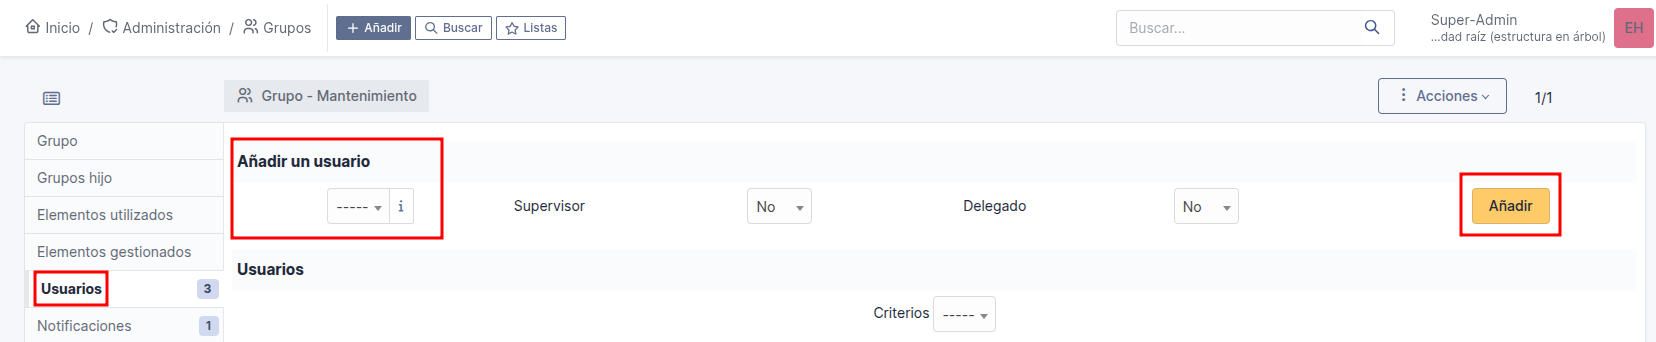 Inicio / Administración / Grupos
Añadir
Buscar
Listas
Buscar...
Super-Admin
...dad raíz (estructura en árbol)
EH
Grupo - Mantenimiento
Acciones
1/1
Grupo
Grupos hijo
Elementos utilizados
Elementos gestionados
Usuarios 3
Notificaciones 1
Añadir un usuario
----- i
Supervisor
No
Delegado
No
Añadir
Usuarios
Criterios -----